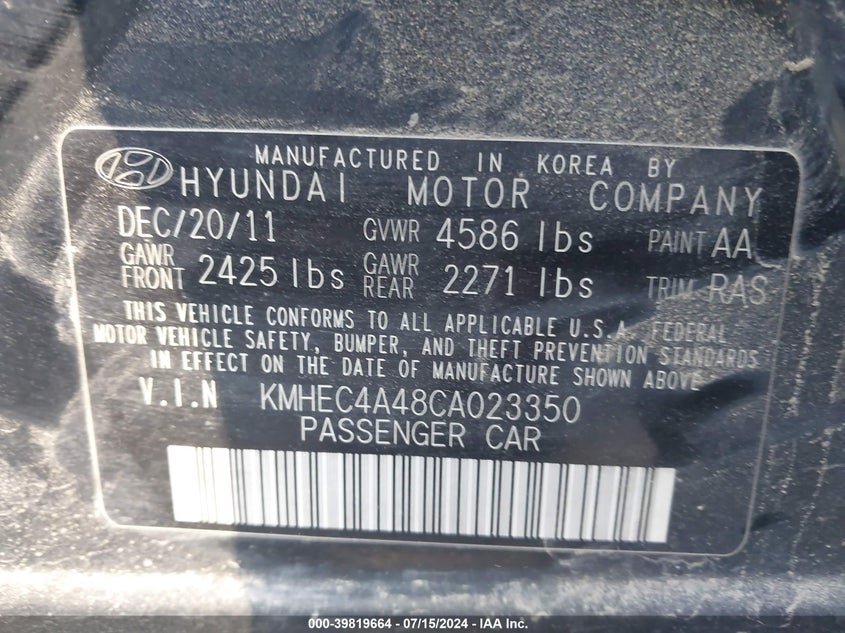 MANUFACTURED IN KOREA BY
HYUNDAI MOTOR COMPANY
DEC/20/11 GVWR 4586 lbs PAINT AA
GAWR FRONT 2425 lbs GAWR REAR 2271 lbs TRIM RAS
THIS VEHICLE CONFORMS TO ALL APPLICABLE U.S.A. FEDERAL
MOTOR VEHICLE SAFETY, BUMPER, AND THEFT PREVENTION STANDARDS
IN EFFECT ON THE DATE OF MANUFACTURE SHOWN ABOVE.
V.I.N KMHEC4A48CA023350
PASSENGER CAR
000-39819664 - 07/15/2024 - © IAA Inc.